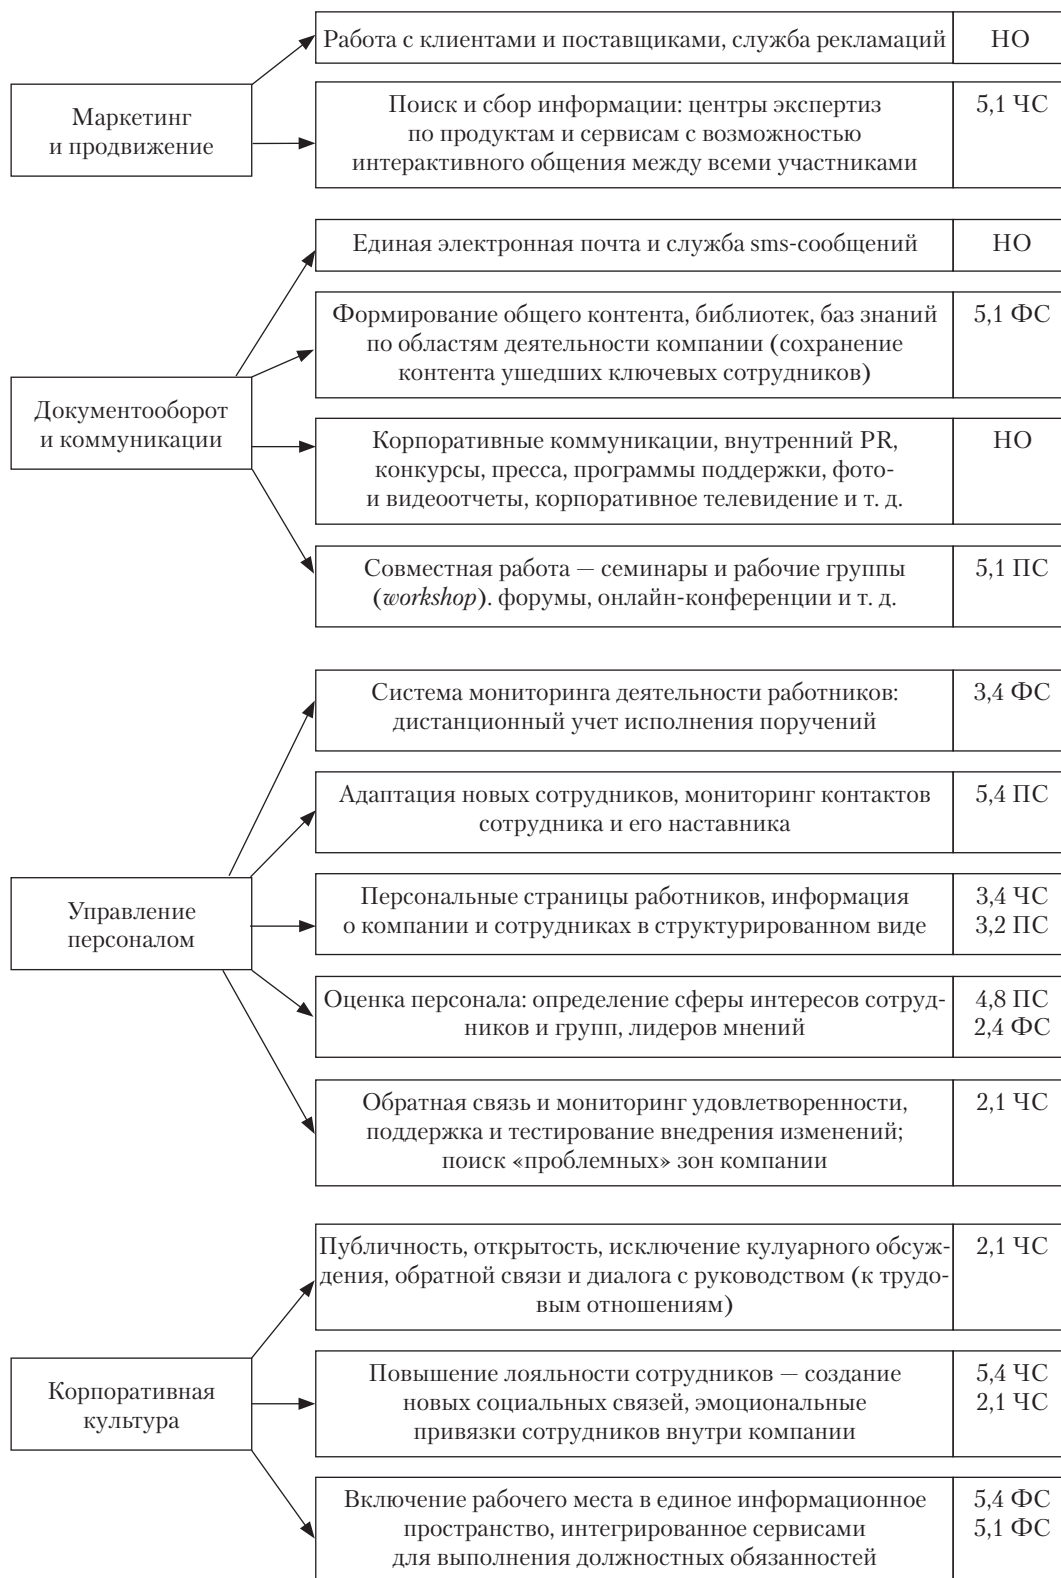 Маркетинг
и продвижение
Работа с клиентами и поставщиками, служба рекламаций
НО
Поиск и сбор информации: центры экспертиз
по продуктам и сервисам с возможностью
интерактивного общения между всеми участниками
5,1 ЧС
Документооборот
и коммуникации
Единая электронная почта и служба sms-сообщений
НО
Формирование общего контента, библиотек, баз знаний
по областям деятельности компании (сохранение
контента ушедших ключевых сотрудников)
5,1 ФС
Корпоративные коммуникации, внутренний PR,
конкурсы, пресса, программы поддержки, фото-
и видеоотчеты, корпоративное телевидение и т. д.
НО
Совместная работа — семинары и рабочие группы
(workshop). форумы, онлайн-конференции и т. д.
5,1 ПС
Управление
персоналом
Система мониторинга деятельности работников:
дистанционный учет исполнения поручений
3,4 ФС
Адаптация новых сотрудников, мониторинг контактов
сотрудника и его наставника
5,4 ПС
Персональные страницы работников, информация
о компании и сотрудниках в структурированном виде
3,4 ЧС
3,2 ПС
Оценка персонала: определение сферы интересов сотруд-
ников и групп, лидеров мнений
4,8 ПС
2,4 ФС
Обратная связь и мониторинг удовлетворенности,
поддержка и тестирование внедрения изменений;
поиск «проблемных» зон компании
2,1 ЧС
Корпоративная
культура
Публичность, открытость, исключение кулуарного обсуж-
дения, обратной связи и диалога с руководством (к трудо-
вым отношениям)
2,1 ЧС
Повышение лояльности сотрудников — создание
новых социальных связей, эмоциональные
привязки сотрудников внутри компании
5,4 ЧС
2,1 ЧС
Включение рабочего места в единое информационное
пространство, интегрированное сервисами
для выполнения должностных обязанностей
5,4 ФС
5,1 ФС